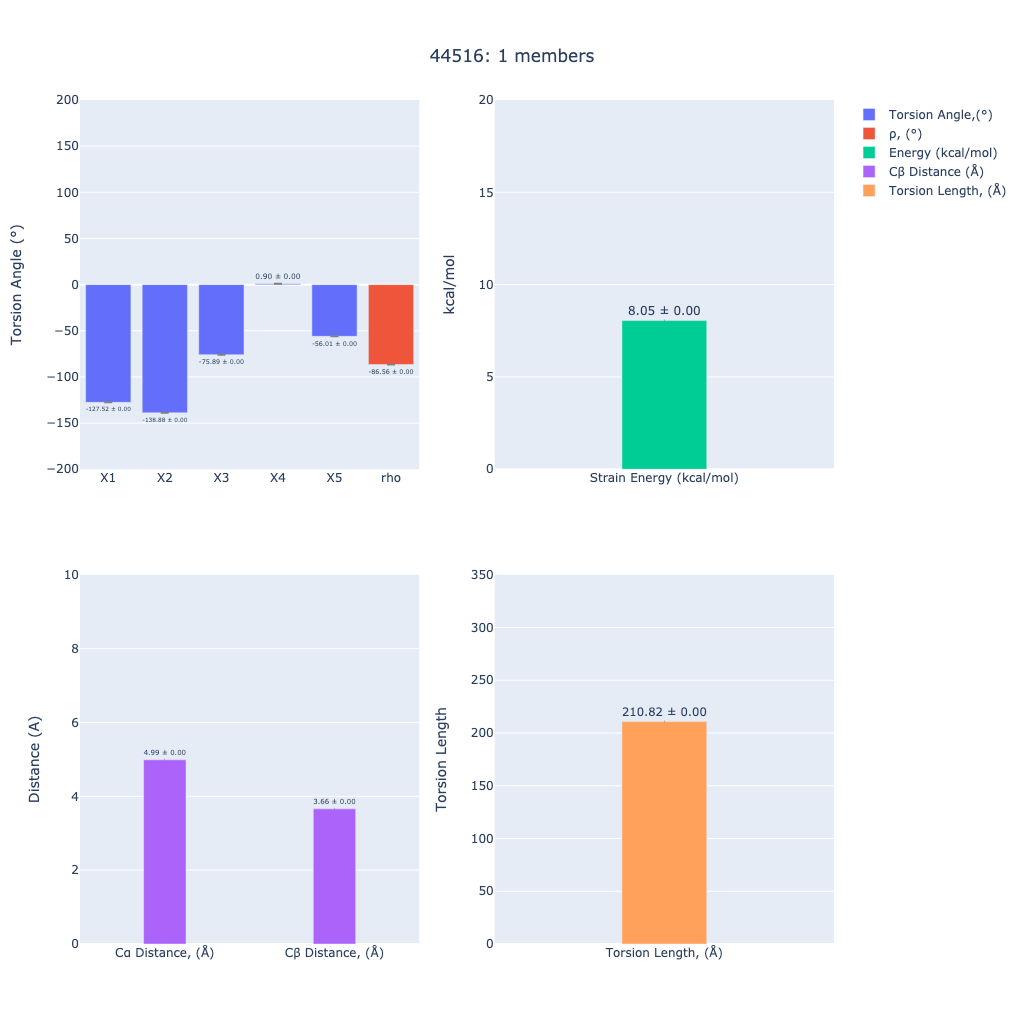 44516: 1 members
200
150
100
50
0
−50
−100
−150
−200
Torsion Angle (°)
0.90 ± 0.00
-56.01 ± 0.00
-75.89 ± 0.00
-86.56 ± 0.00
-127.52 ± 0.00
-138.88 ± 0.00
X1 X2 X3 X4 X5 rho
20
15
10
5
0
kcal/mol
8.05 ± 0.00
Strain Energy (kcal/mol)
Torsion Angle,(°)
ρ, (°)
Energy (kcal/mol)
Cβ Distance (Å)
Torsion Length, (Å)
10
8
6
4
2
0
Distance (A)
4.99 ± 0.00
3.66 ± 0.00
Cα Distance, (Å) Cβ Distance, (Å)
350
300
250
200
150
100
50
0
Torsion Length
210.82 ± 0.00
Torsion Length, (Å)